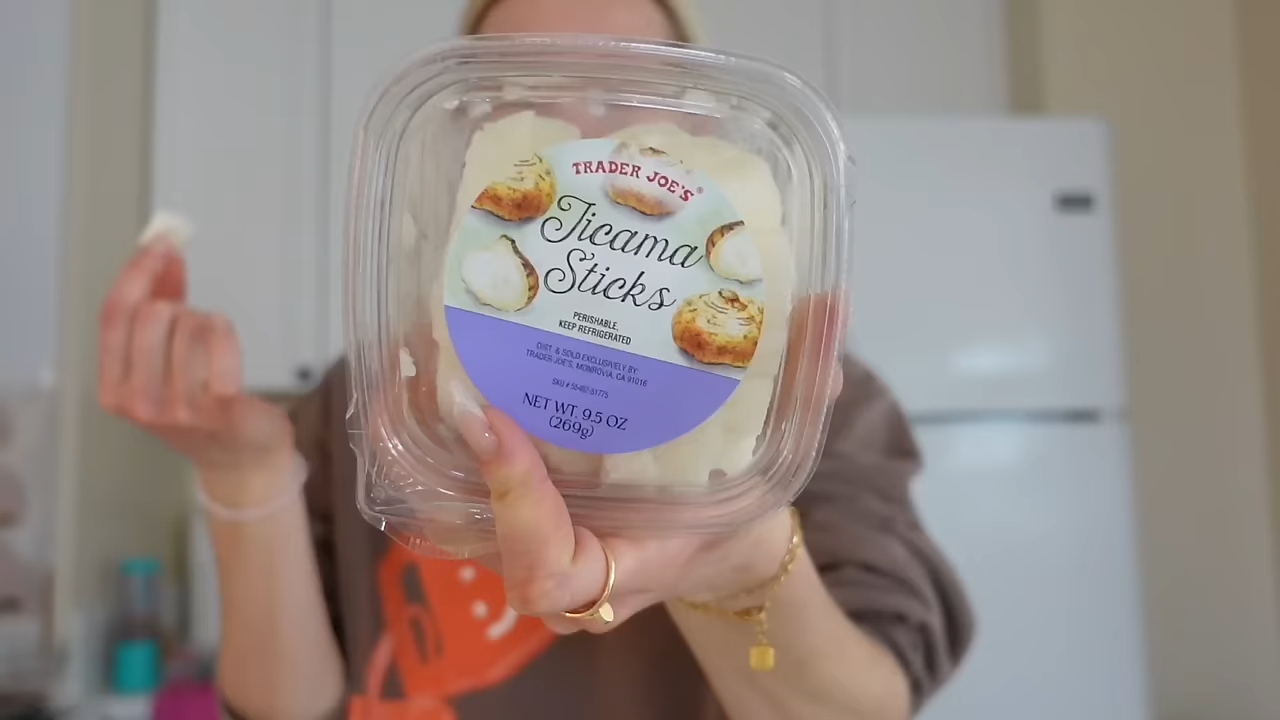 TRADER JOE'S®
Jicama
Sticks
PERISHABLE,
KEEP REFRIGERATED
DIST. & SOLD EXCLUSIVELY BY:
TRADER JOE'S, MONROVIA, CA 91016
NET WT. 9.5 OZ
(269g)